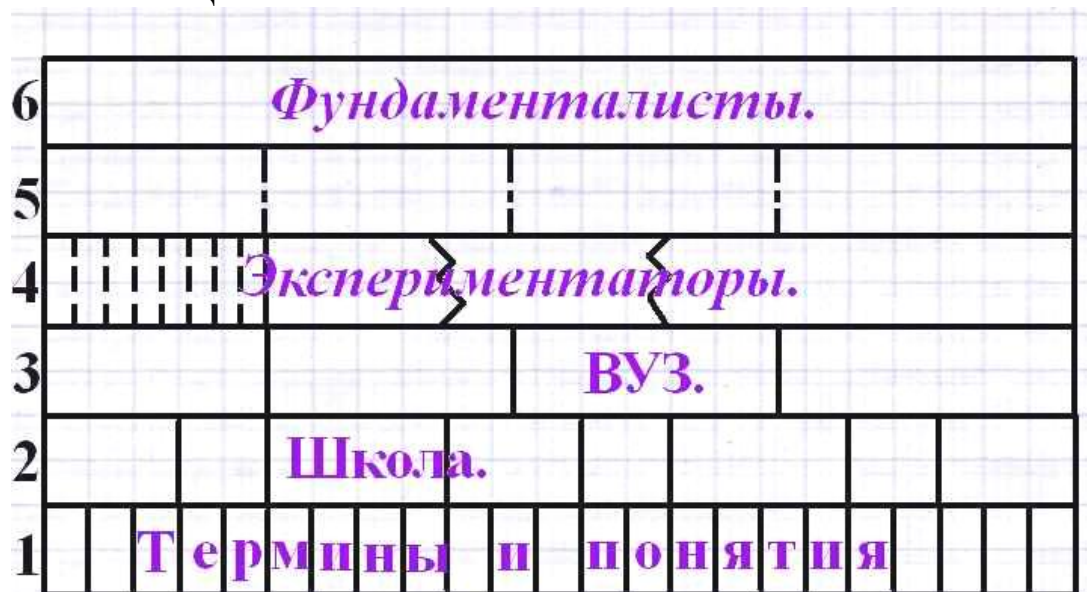 6 Фундаменталисты.
5
4 Экспериментаторы.
3 ВУЗ.
2 Школа.
1 Термины и понятия